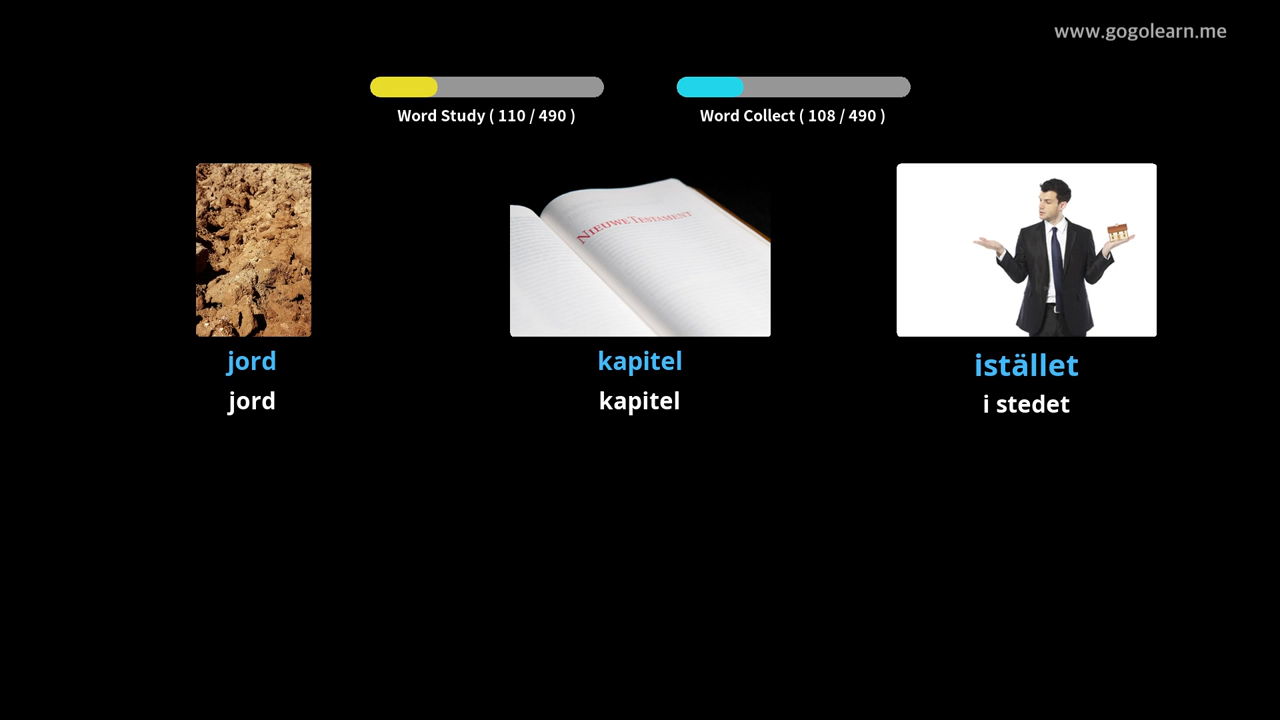 www.gogolearn.me
Word Study ( 110 / 490 )
Word Collect ( 108 / 490 )
NIEUWE TESTAMENT
jord
jord
kapitel
kapitel
istället
i stedet